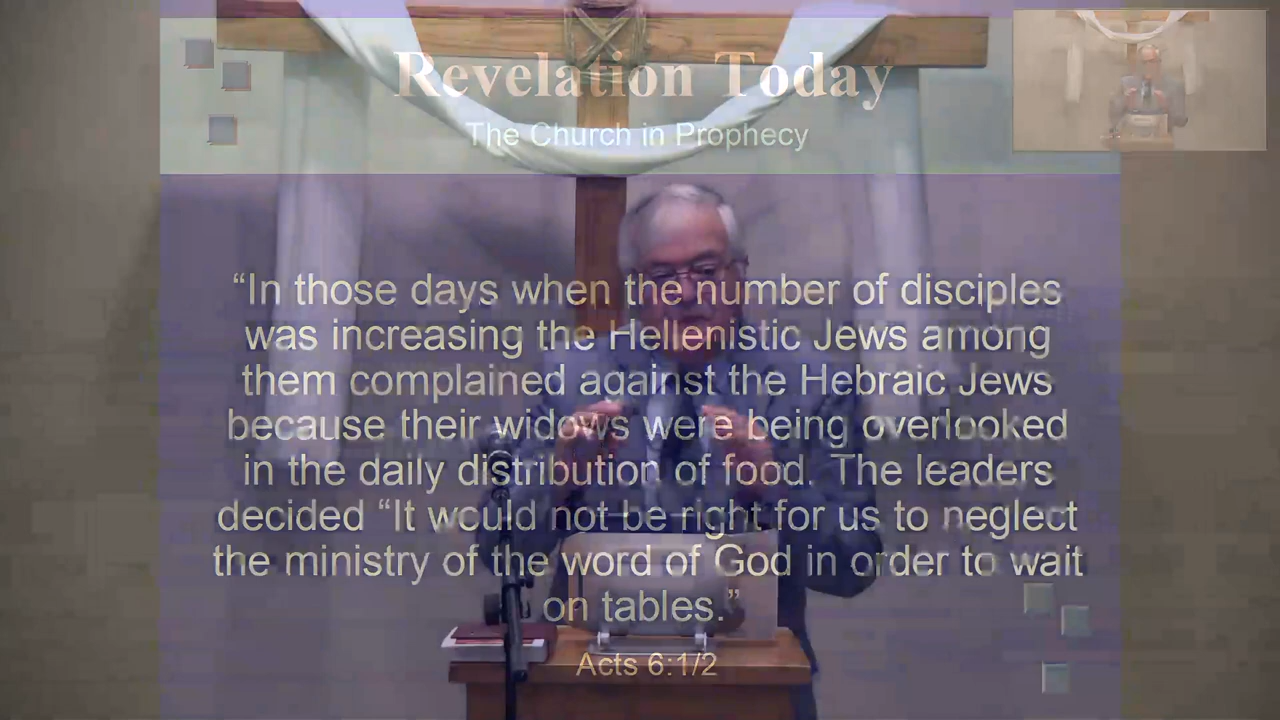 Revelation Today
The Church in Prophecy
“In those days when the number of disciples
was increasing the Hellenistic Jews among
them complained against the Hebraic Jews
because their widows were being overlooked
in the daily distribution of food. The leaders
decided “It would not be right for us to neglect
the ministry of the word of God in order to wait
on tables.”
Acts 6:1/2